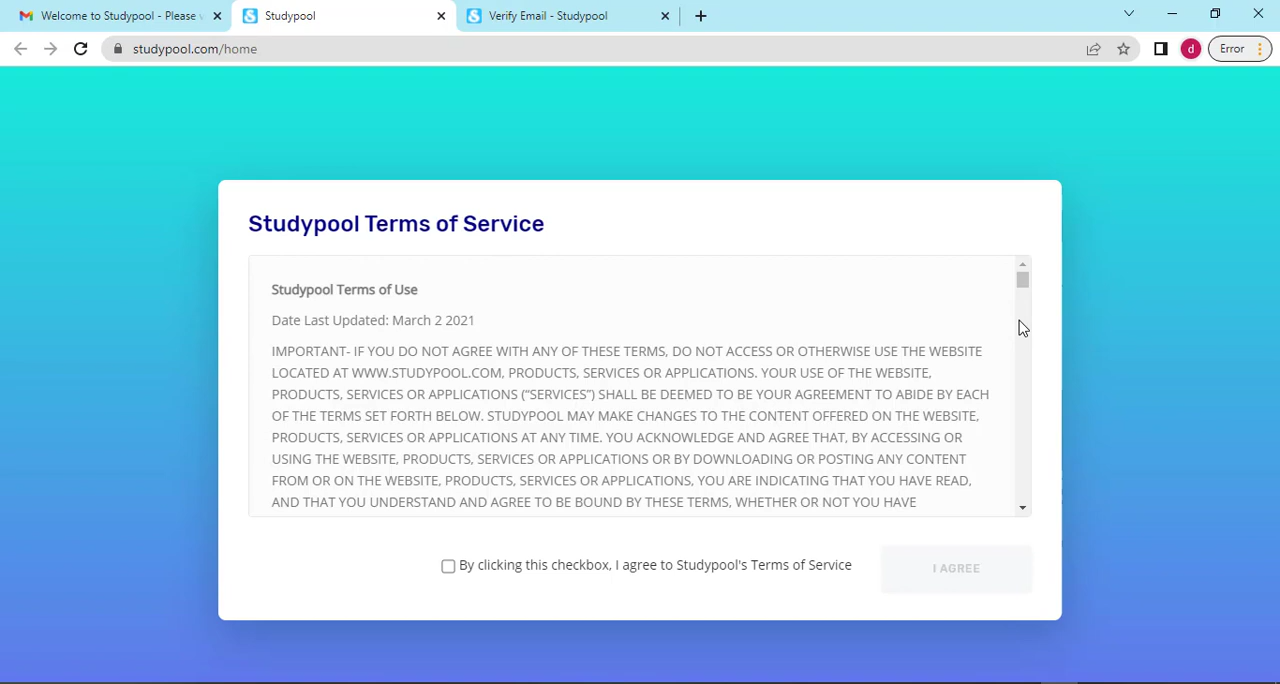 Welcome to Studypool - Please v
Studypool
Verify Email - Studypool
studypool.com/home
d
Error
Studypool Terms of Service
Studypool Terms of Use
Date Last Updated: March 2 2021
IMPORTANT- IF YOU DO NOT AGREE WITH ANY OF THESE TERMS, DO NOT ACCESS OR OTHERWISE USE THE WEBSITE
LOCATED AT WWW.STUDYPOOL.COM, PRODUCTS, SERVICES OR APPLICATIONS. YOUR USE OF THE WEBSITE,
PRODUCTS, SERVICES OR APPLICATIONS (“SERVICES”) SHALL BE DEEMED TO BE YOUR AGREEMENT TO ABIDE BY EACH
OF THE TERMS SET FORTH BELOW. STUDYPOOL MAY MAKE CHANGES TO THE CONTENT OFFERED ON THE WEBSITE,
PRODUCTS, SERVICES OR APPLICATIONS AT ANY TIME. YOU ACKNOWLEDGE AND AGREE THAT, BY ACCESSING OR
USING THE WEBSITE, PRODUCTS, SERVICES OR APPLICATIONS OR BY DOWNLOADING OR POSTING ANY CONTENT
FROM OR ON THE WEBSITE, PRODUCTS, SERVICES OR APPLICATIONS, YOU ARE INDICATING THAT YOU HAVE READ,
AND THAT YOU UNDERSTAND AND AGREE TO BE BOUND BY THESE TERMS, WHETHER OR NOT YOU HAVE
By clicking this checkbox, I agree to Studypool's Terms of Service
I AGREE